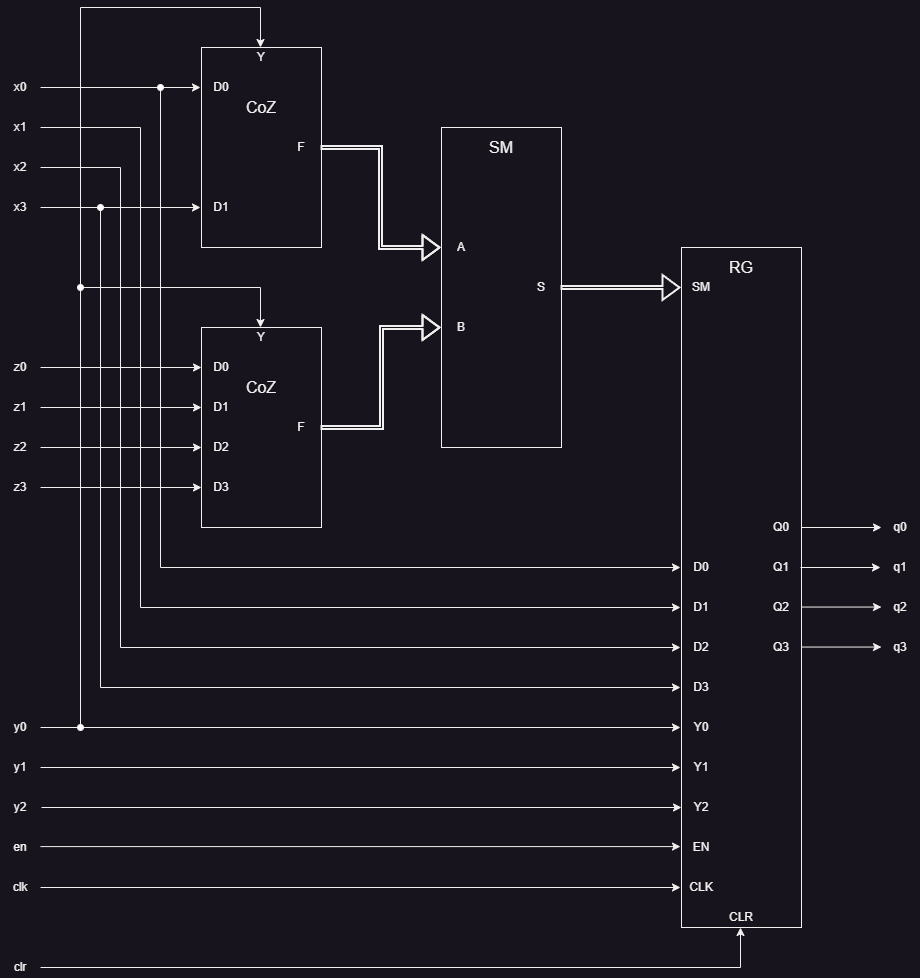 Y
x0 D0
CoZ
x1
x2 F
SM
x3 D1
A
RG
S SM
B
Y
z0 D0
CoZ
z1 D1
F
z2 D2
z3 D3
Q0 q0
D0 Q1 q1
D1 Q2 q2
D2 Q3 q3
D3
y0 Y0
y1 Y1
y2 Y2
en EN
clk CLK
CLR
clr